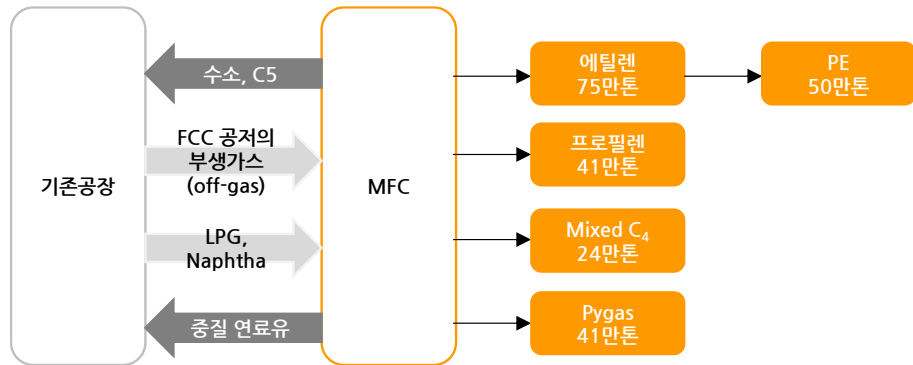 기존공장
수소, C5
FCC 공저의
부생가스
(off-gas)
LPG,
Naphtha
중질 연료유
MFC
에틸렌
75만톤
PE
50만톤
프로필렌
41만톤
Mixed C₄
24만톤
Pygas
41만톤